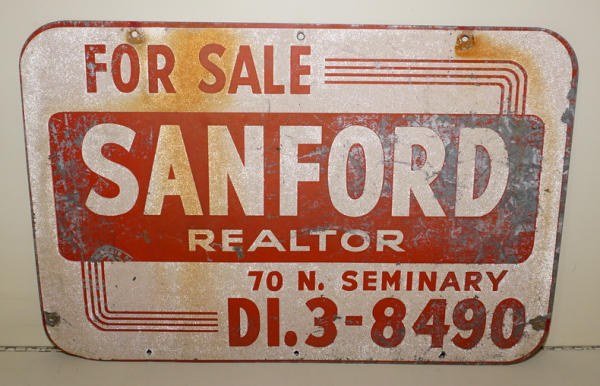 FOR SALE
SANFORD
REALTOR
70 N. SEMINARY
DI.3-8490